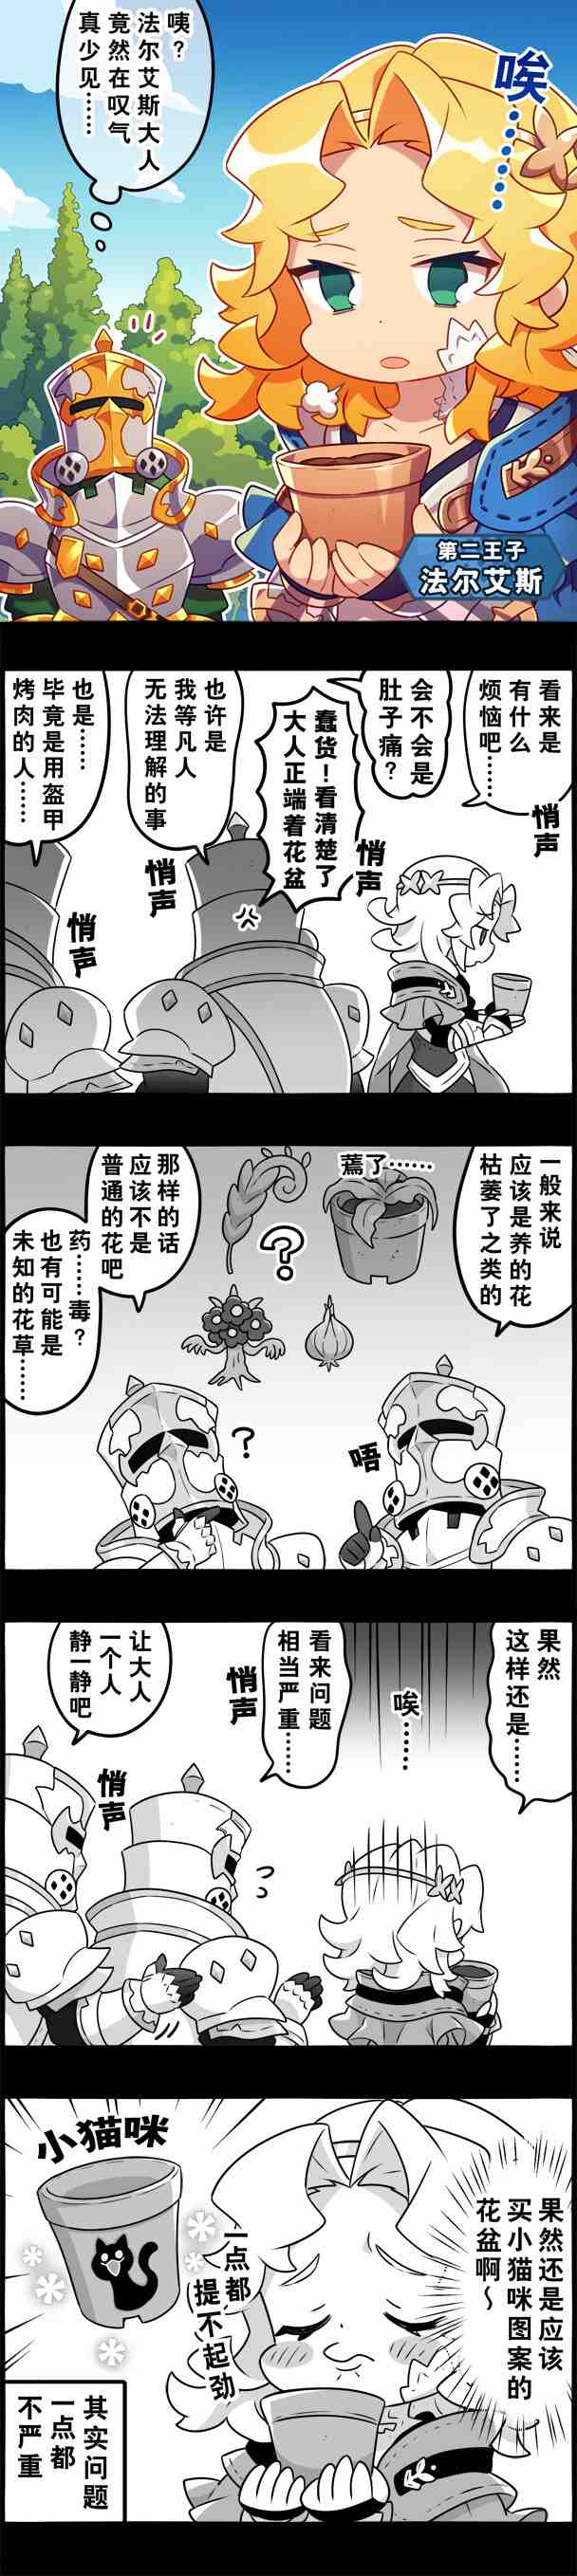 唉……
咦？
法尔艾斯大人
竟然在叹气
真少见……
第二王子
法尔艾斯
看来是
有什么
烦恼吧……
悄声
会不会是
肚子痛？
悄声
蠢货！看清楚了
大人正端着花盆
也许是
我等凡人
无法理解的事
悄声
也是……
毕竟是用盔甲
烤肉的人……
悄声
一般来说
应该是养的花
枯萎了之类的
蔫了……
？
唔
那样的话
应该不是
普通的花吧
？
药……毒？
也有可能是
未知的花草……
果然
这样还是……
唉……
看来问题
相当严重……
悄声
让大人
一个人
静一静吧
悄声
果然还是应该
买小猫咪图案的
花盆啊～
小猫咪
一点都
提不起劲
其实问题
一点都
不严重